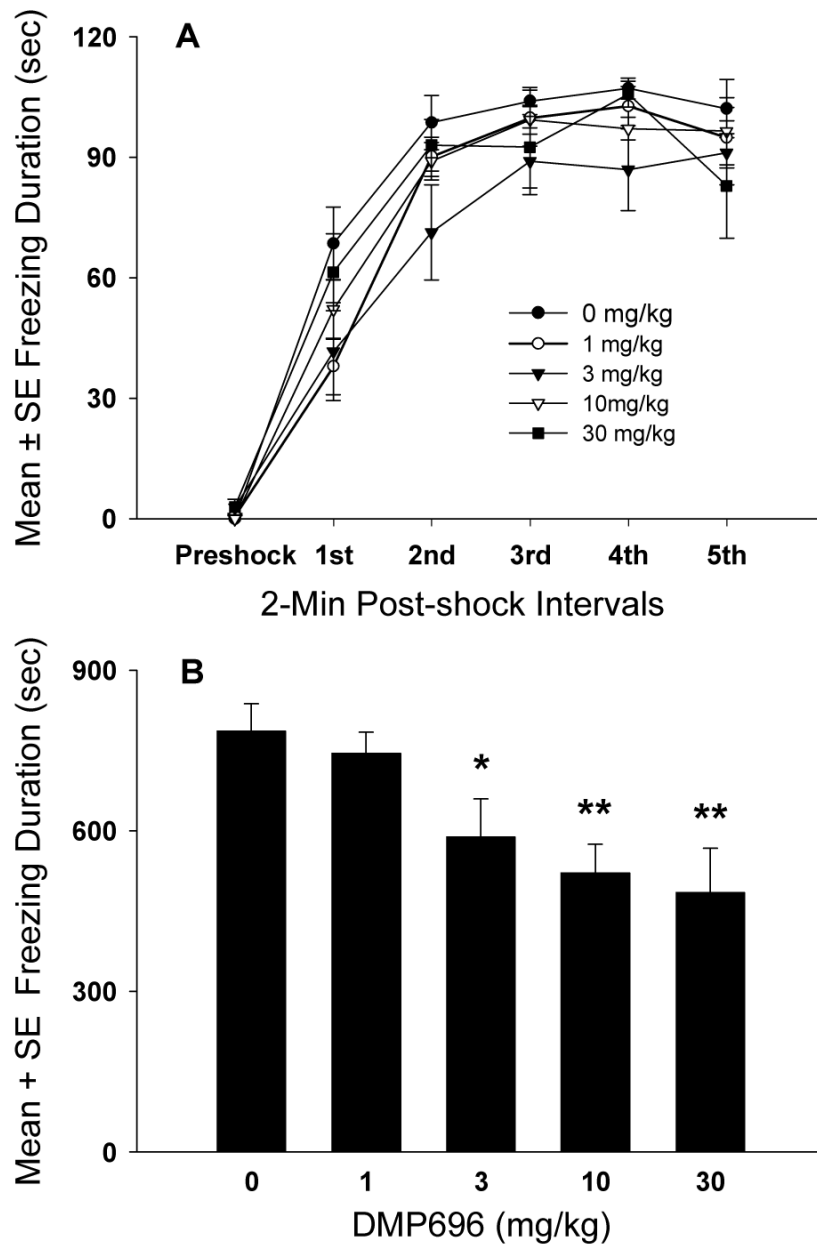 A
Mean ± SE Freezing Duration (sec)
120
90
60
30
0
0 mg/kg
1 mg/kg
3 mg/kg
10mg/kg
30 mg/kg
Preshock 1st 2nd 3rd 4th 5th
2-Min Post-shock Intervals
B
Mean + SE Freezing Duration (sec)
900
600
300
0
* ** **
0 1 3 10 30
DMP696 (mg/kg)